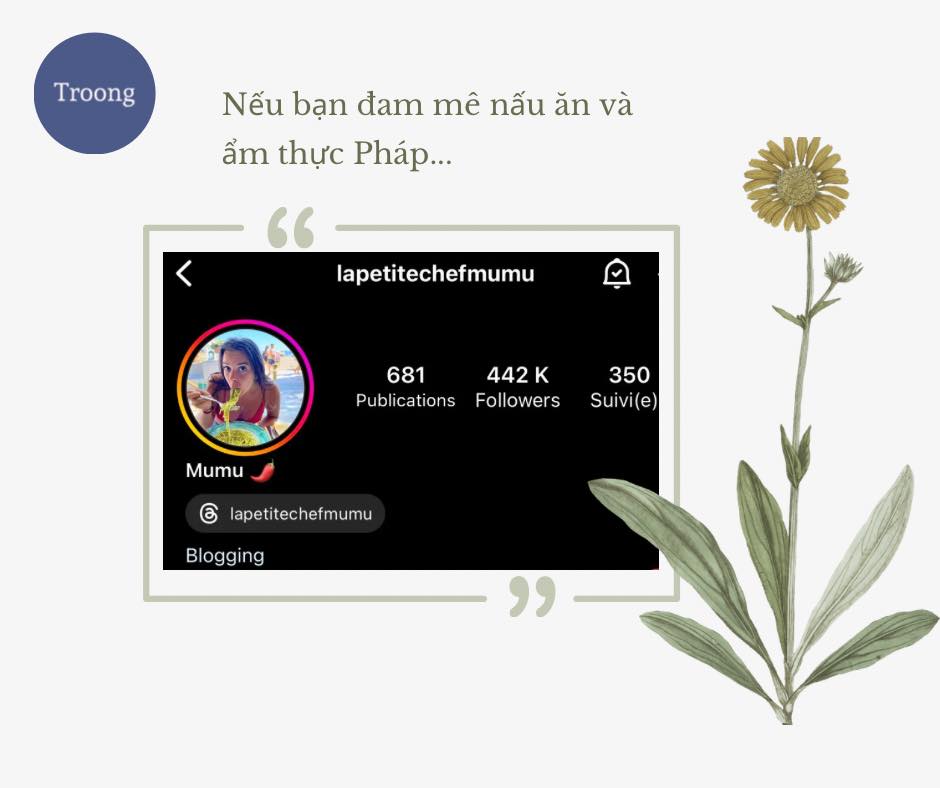 Troong
Nếu bạn đam mê nấu ăn và
ẩm thực Pháp...
lapetitechefmumu
681
442 K
350
Publications
Followers
Suivi(e)
Mumu
lapetitechefmumu
Blogging